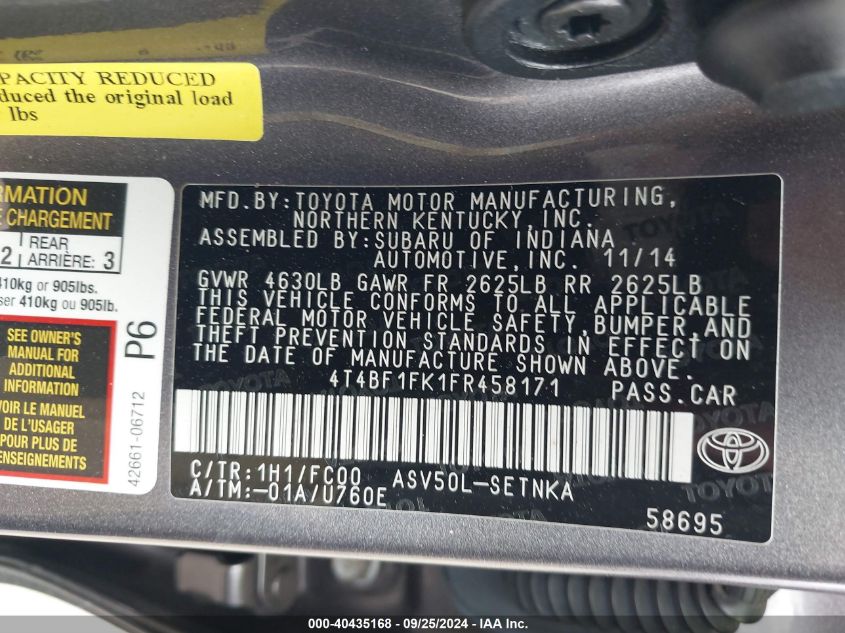 PACITY REDUCED
duced the original load
lbs
RMATION
CHARGEMENT
2 REAR
ARRIÈRE: 3
410kg or 905lbs.
ser 410kg ou 905lb.
SEE OWNER'S
MANUAL FOR
ADDITIONAL
INFORMATION
VOIR LE MANUEL
DE L'USAGER
POUR PLUS DE
RENSEIGNEMENTS
P6
42661-06712
MFD.BY:TOYOTA MOTOR MANUFACTURING,
NORTHERN KENTUCKY,INC.
ASSEMBLED BY:SUBARU OF INDIANA
AUTOMOTIVE,INC. 11/14
GVWR 4630LB GAWR FR 2625LB RR 2625LB
THIS VEHICLE CONFORMS TO ALL APPLICABLE
FEDERAL MOTOR VEHICLE SAFETY,BUMPER,AND
THEFT PREVENTION STANDARDS IN EFFECT ON
THE DATE OF MANUFACTURE SHOWN ABOVE.
4T4BF1FK1FR458171 PASS.CAR
C/TR:1H1/FC00 ASV50L-SETNKA
A/TM:-01A/U760E
TOYOTA
58695
000-40435168 - 09/25/2024 - IAA Inc.